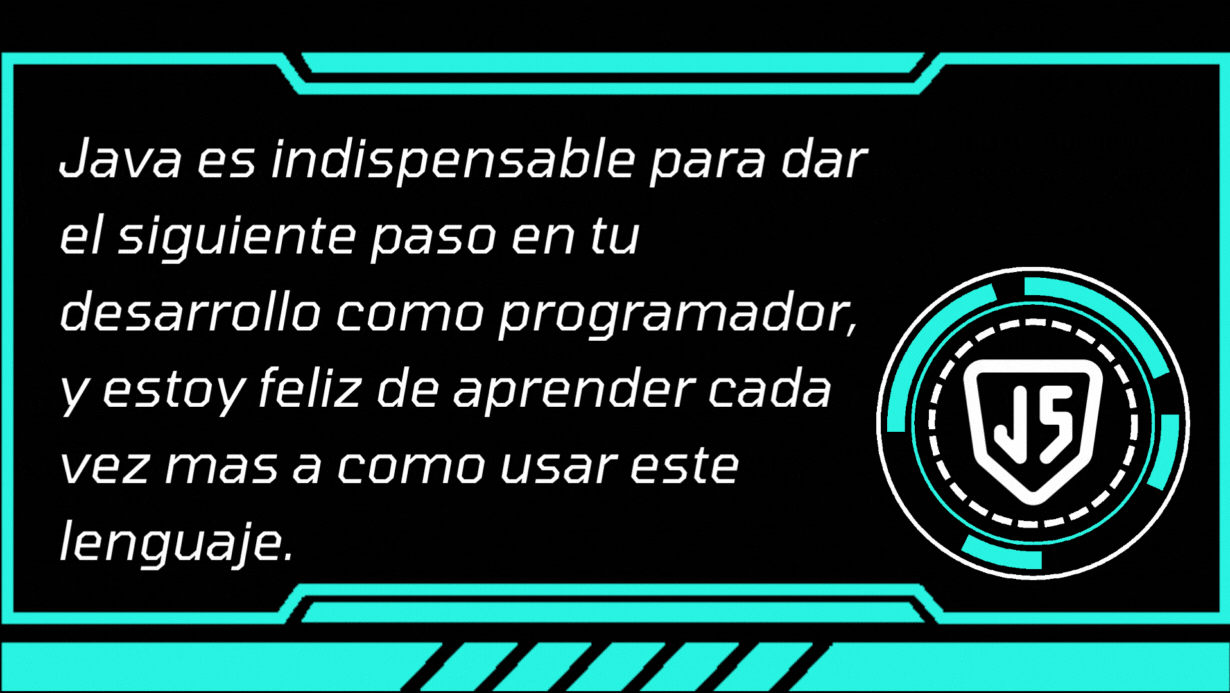 Java es indispensable para dar
el siguiente paso en tu
desarrollo como programador,
y estoy feliz de aprender cada
vez mas a como usar este
lenguaje.
JS